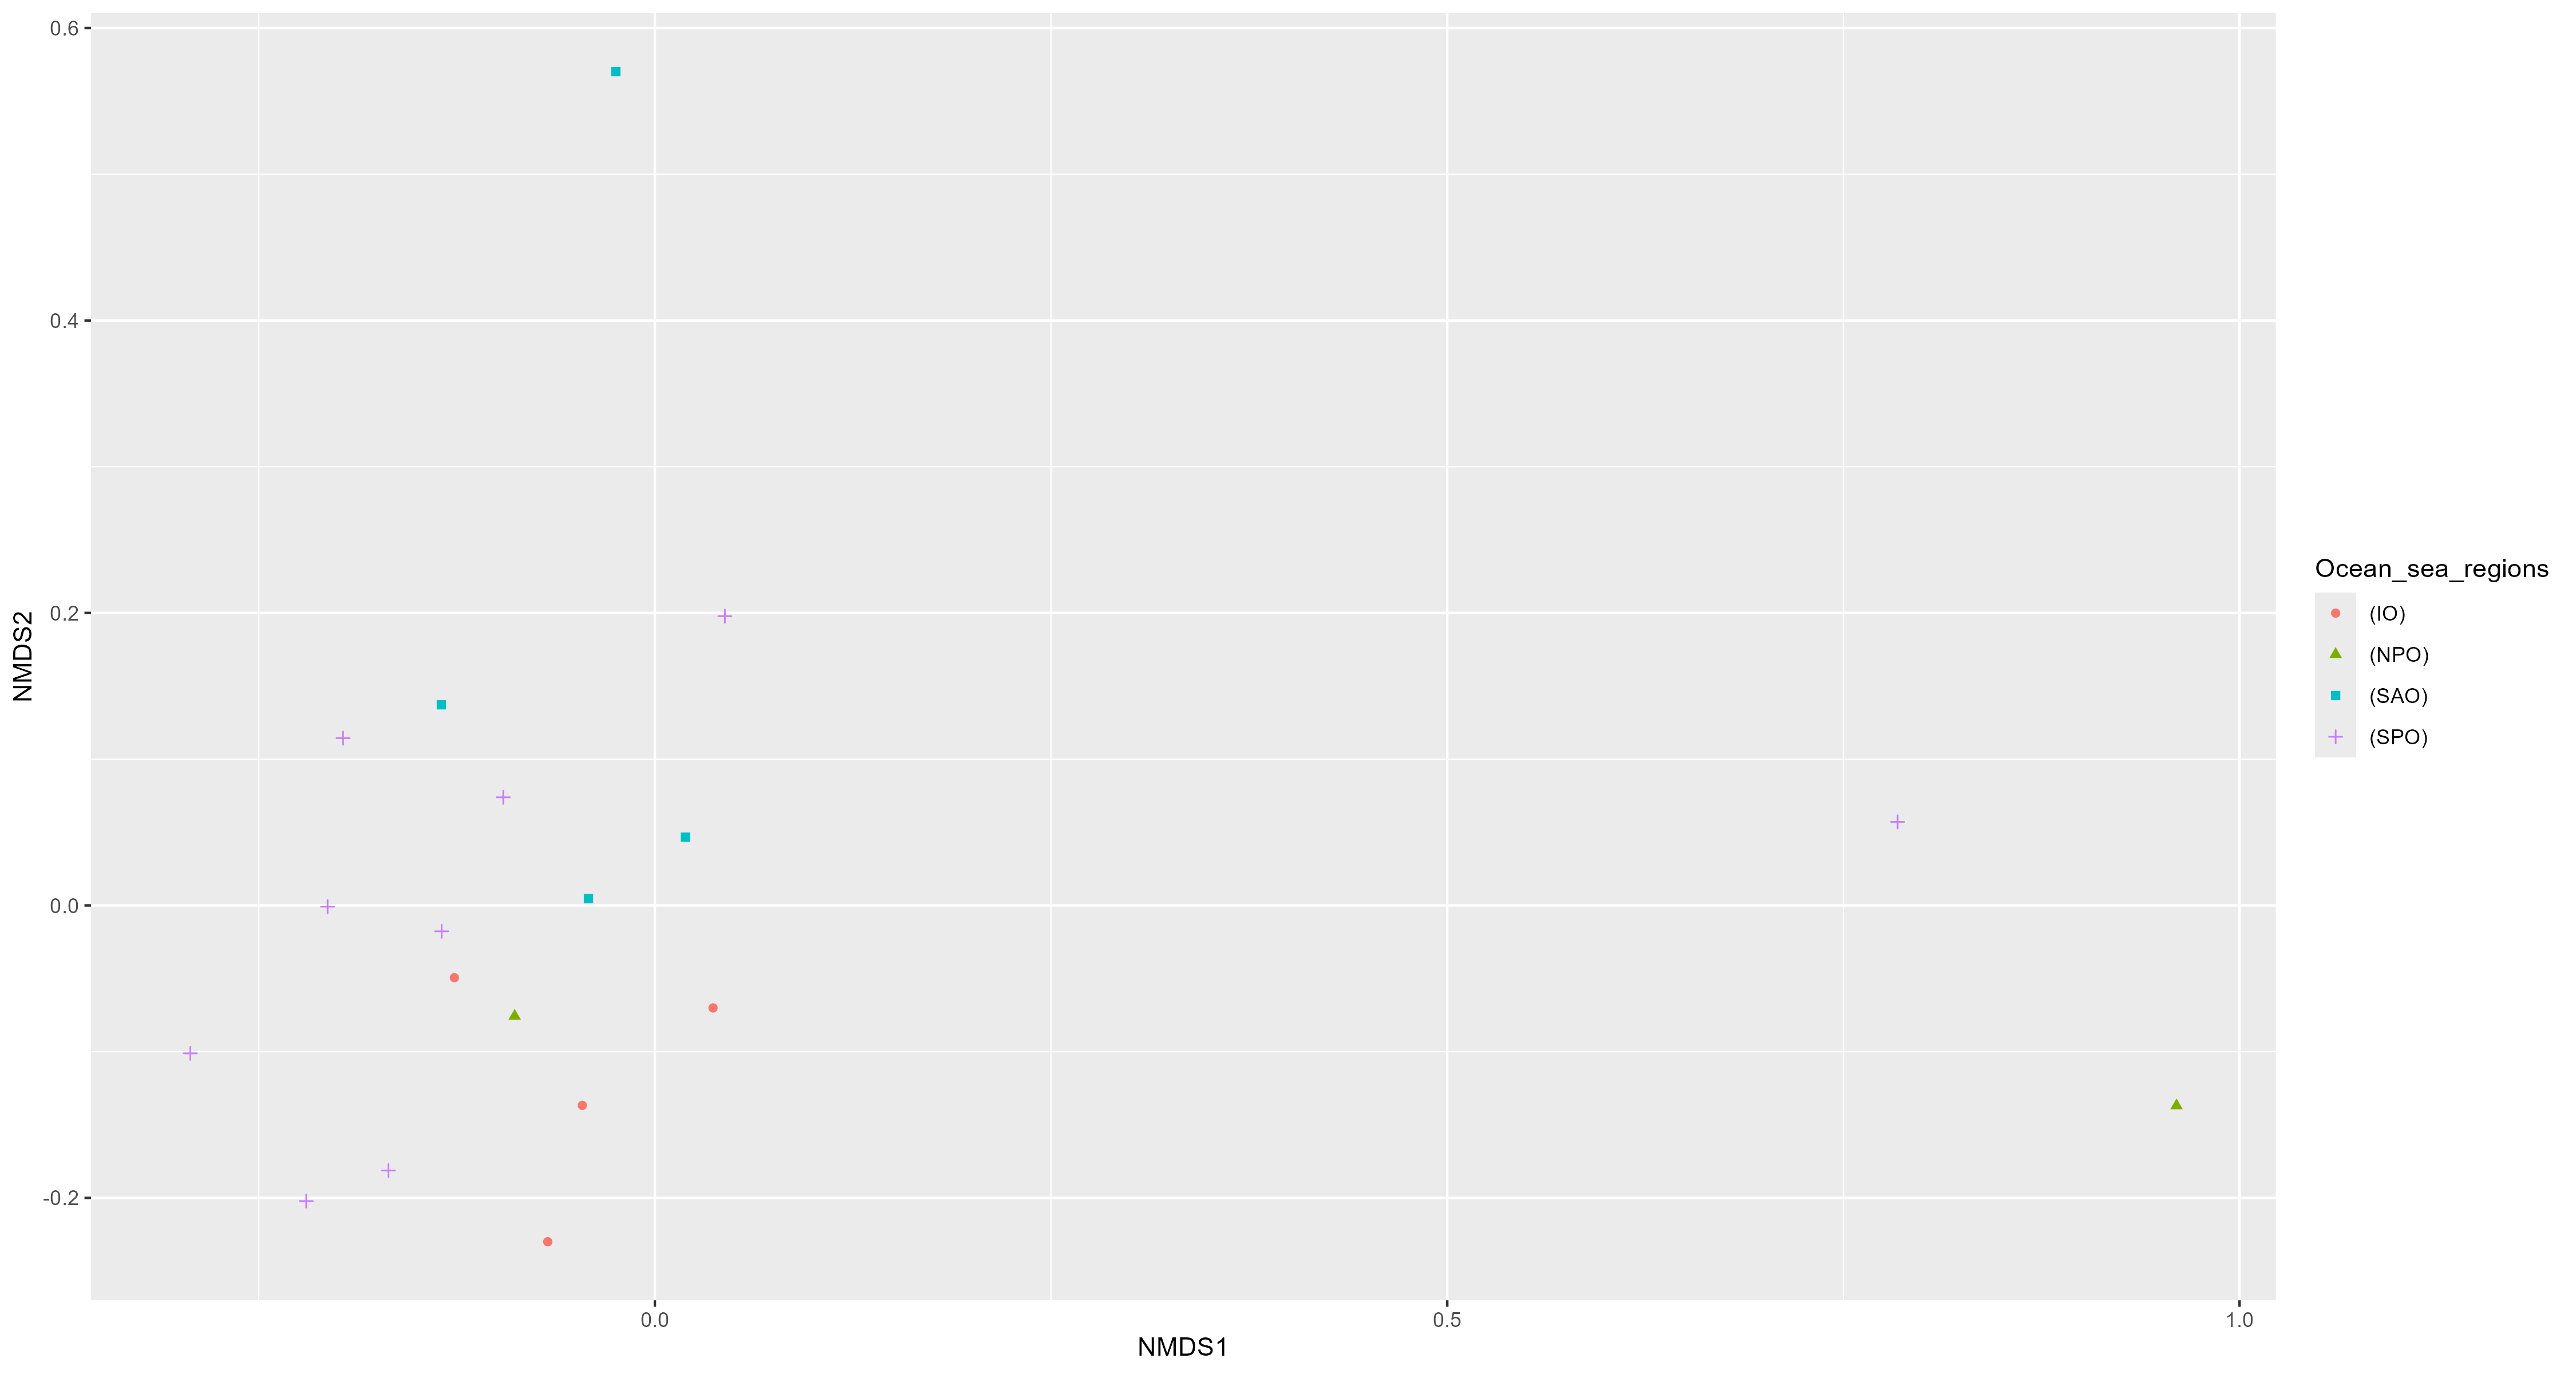 0.6
0.4
0.2
0.0
-0.2
NMDS2
0.0
0.5
1.0
NMDS1
Ocean_sea_regions
(IO)
(NPO)
(SAO)
(SPO)